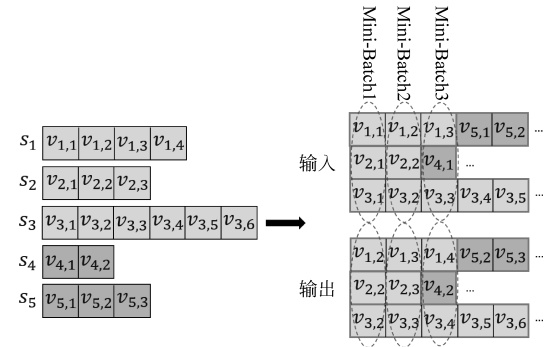 Mini-Batch1
Mini-Batch2
Mini-Batch3
s1 v1,1 v1,2 v1,3 v1,4
s2 v2,1 v2,2 v2,3
s3 v3,1 v3,2 v3,3 v3,4 v3,5 v3,6
s4 v4,1 v4,2
s5 v5,1 v5,2 v5,3
输入
v1,1 v1,2 v1,3 v5,1 v5,2 ...
v2,1 v2,2 v4,1 ...
v3,1 v3,2 v3,3 v3,4 v3,5 ...
输出
v1,2 v1,3 v1,4 v5,2 v5,3 ...
v2,2 v2,3 v4,2 ...
v3,2 v3,3 v3,4 v3,5 v3,6 ...